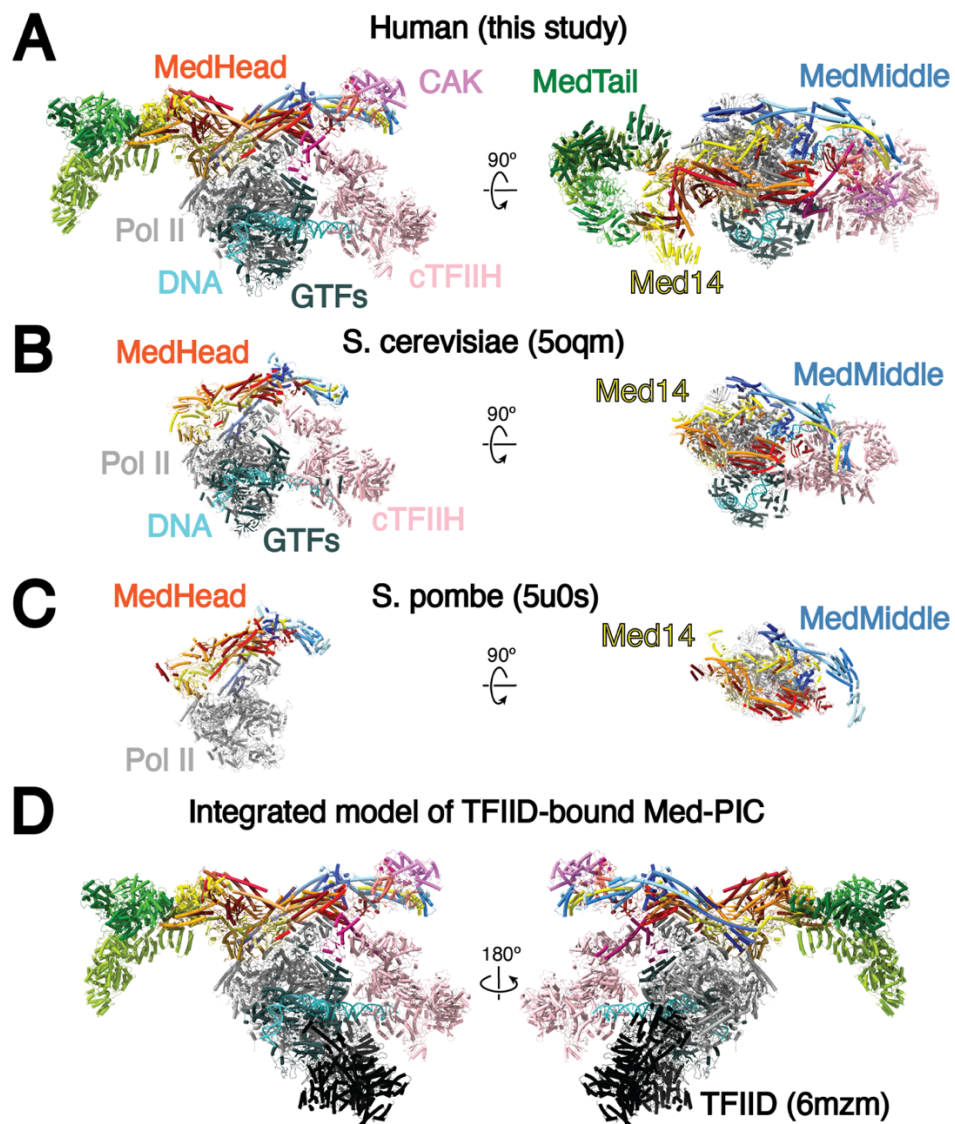 A
Human (this study)
MedHead
CAK
MedTail
MedMiddle
90º
Pol II
DNA
GTFs
cTFIIH
Med14
B
S. cerevisiae (5oqm)
MedHead
Med14
MedMiddle
90º
Pol II
DNA
GTFs
cTFIIH
C
S. pombe (5u0s)
MedHead
Med14
MedMiddle
90º
Pol II
D
Integrated model of TFIID-bound Med-PIC
180º
TFIID (6mzm)